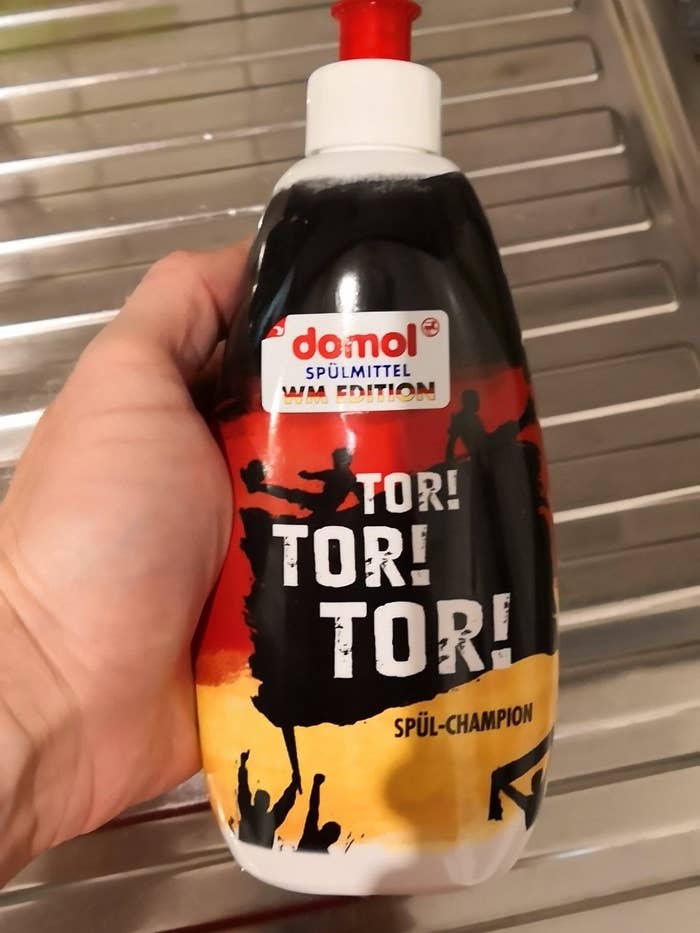 domol
SPÜLMITTEL
WM EDITION
TOR!
TOR!
TOR!
SPÜL-CHAMPION